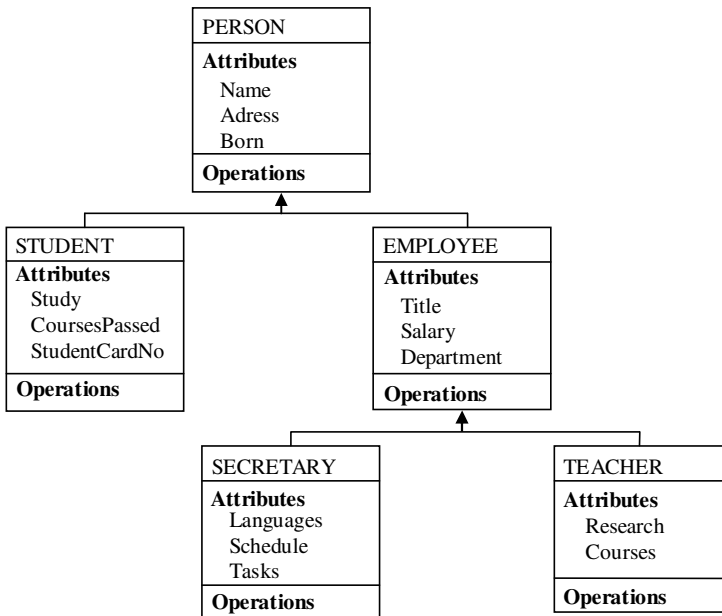 PERSON
Attributes
Name
Adress
Born
Operations
STUDENT
Attributes
Study
CoursesPassed
StudentCardNo
Operations
EMPLOYEE
Attributes
Title
Salary
Department
Operations
SECRETARY
Attributes
Languages
Schedule
Tasks
Operations
TEACHER
Attributes
Research
Courses
Operations